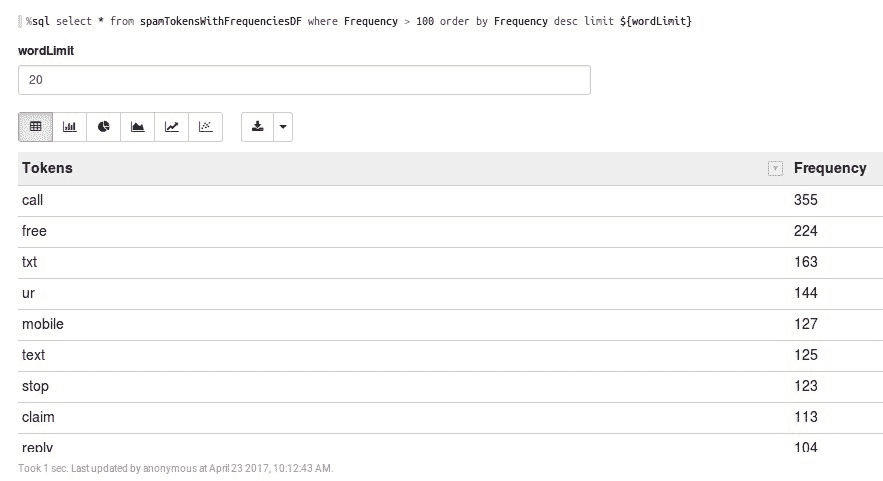 %sql select * from spamTokensWithFrequenciesDF where Frequency > 100 order by Frequency desc limit ${wordLimit}
wordLimit
20
Tokens Frequency
call 355
free 224
txt 163
ur 144
mobile 127
text 125
stop 123
claim 113
reply 104
Took 1 sec. Last updated by anonymous at April 23 2017, 10:12:43 AM.